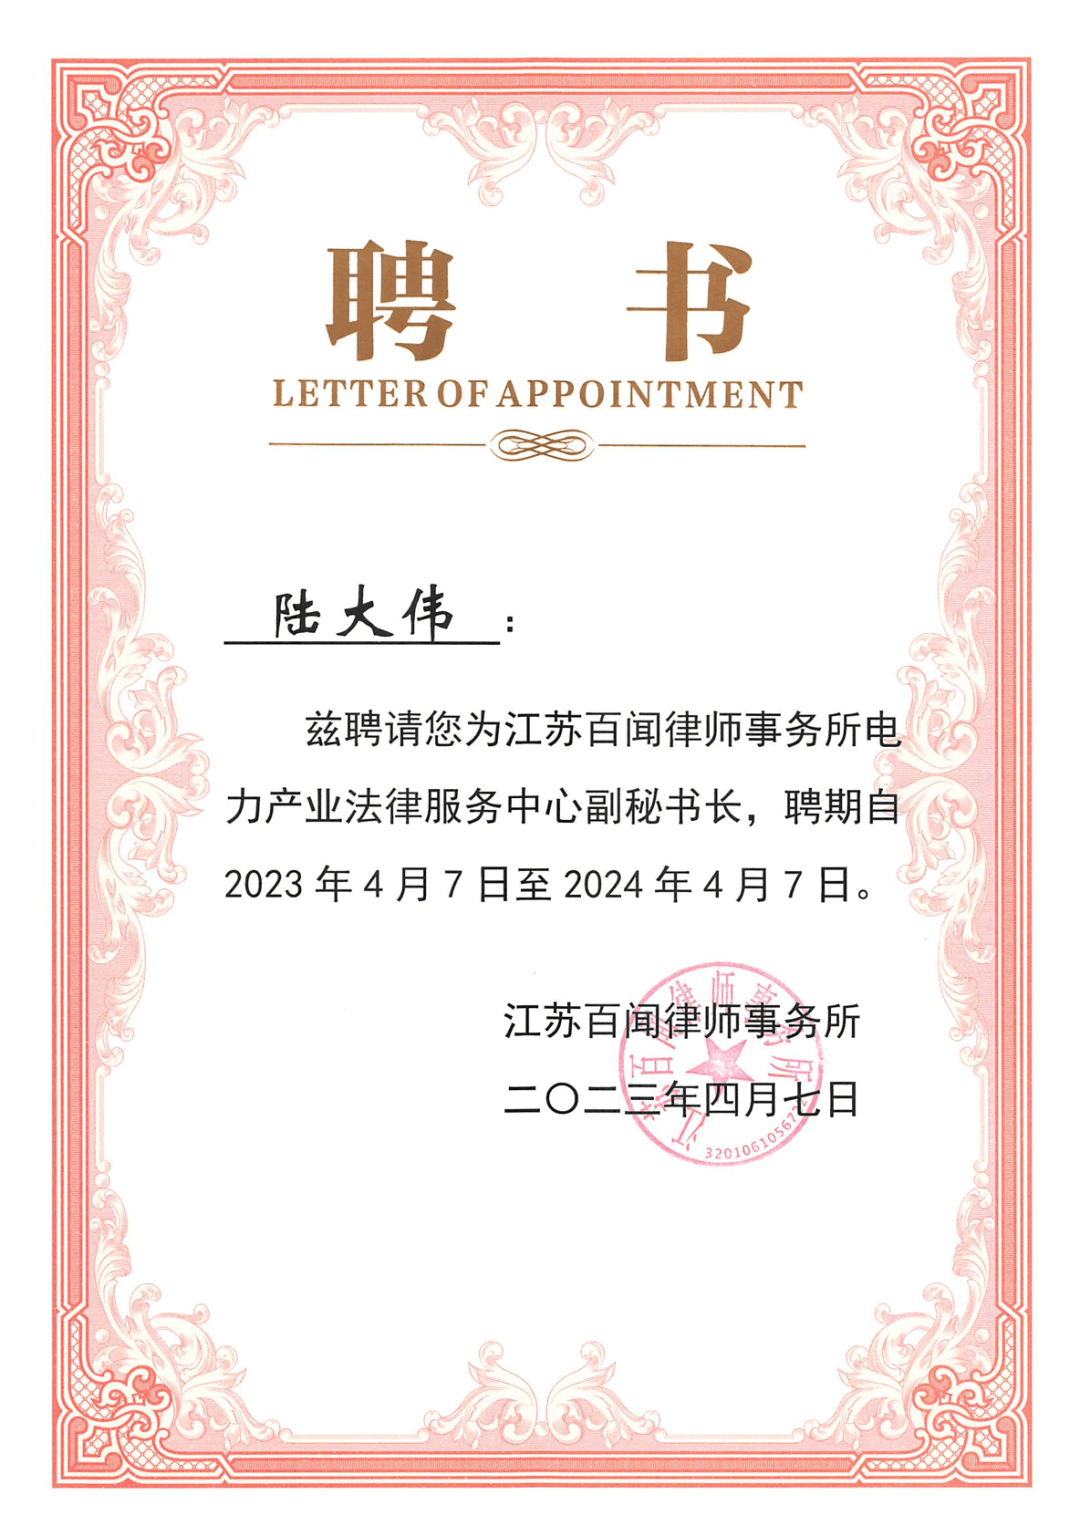 聘 书
LETTER OF APPOINTMENT
陆大伟：
兹聘请您为江苏百闻律师事务所电
力产业法律服务中心副秘书长，聘期自
2023年4月7日至2024年4月7日。
江苏百闻律师事务所
二〇二三年四月七日
江苏百闻律师事务所